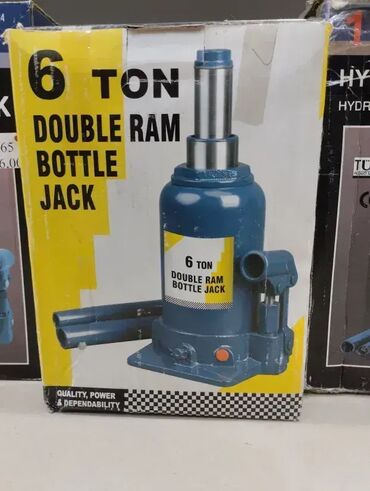 6 TON
DOUBLE RAM
BOTTLE
JACK
6 TON
DOUBLE RAM
BOTTLE JACK
QUALITY, POWER
& DEPENDABILITY
HY
HYDR